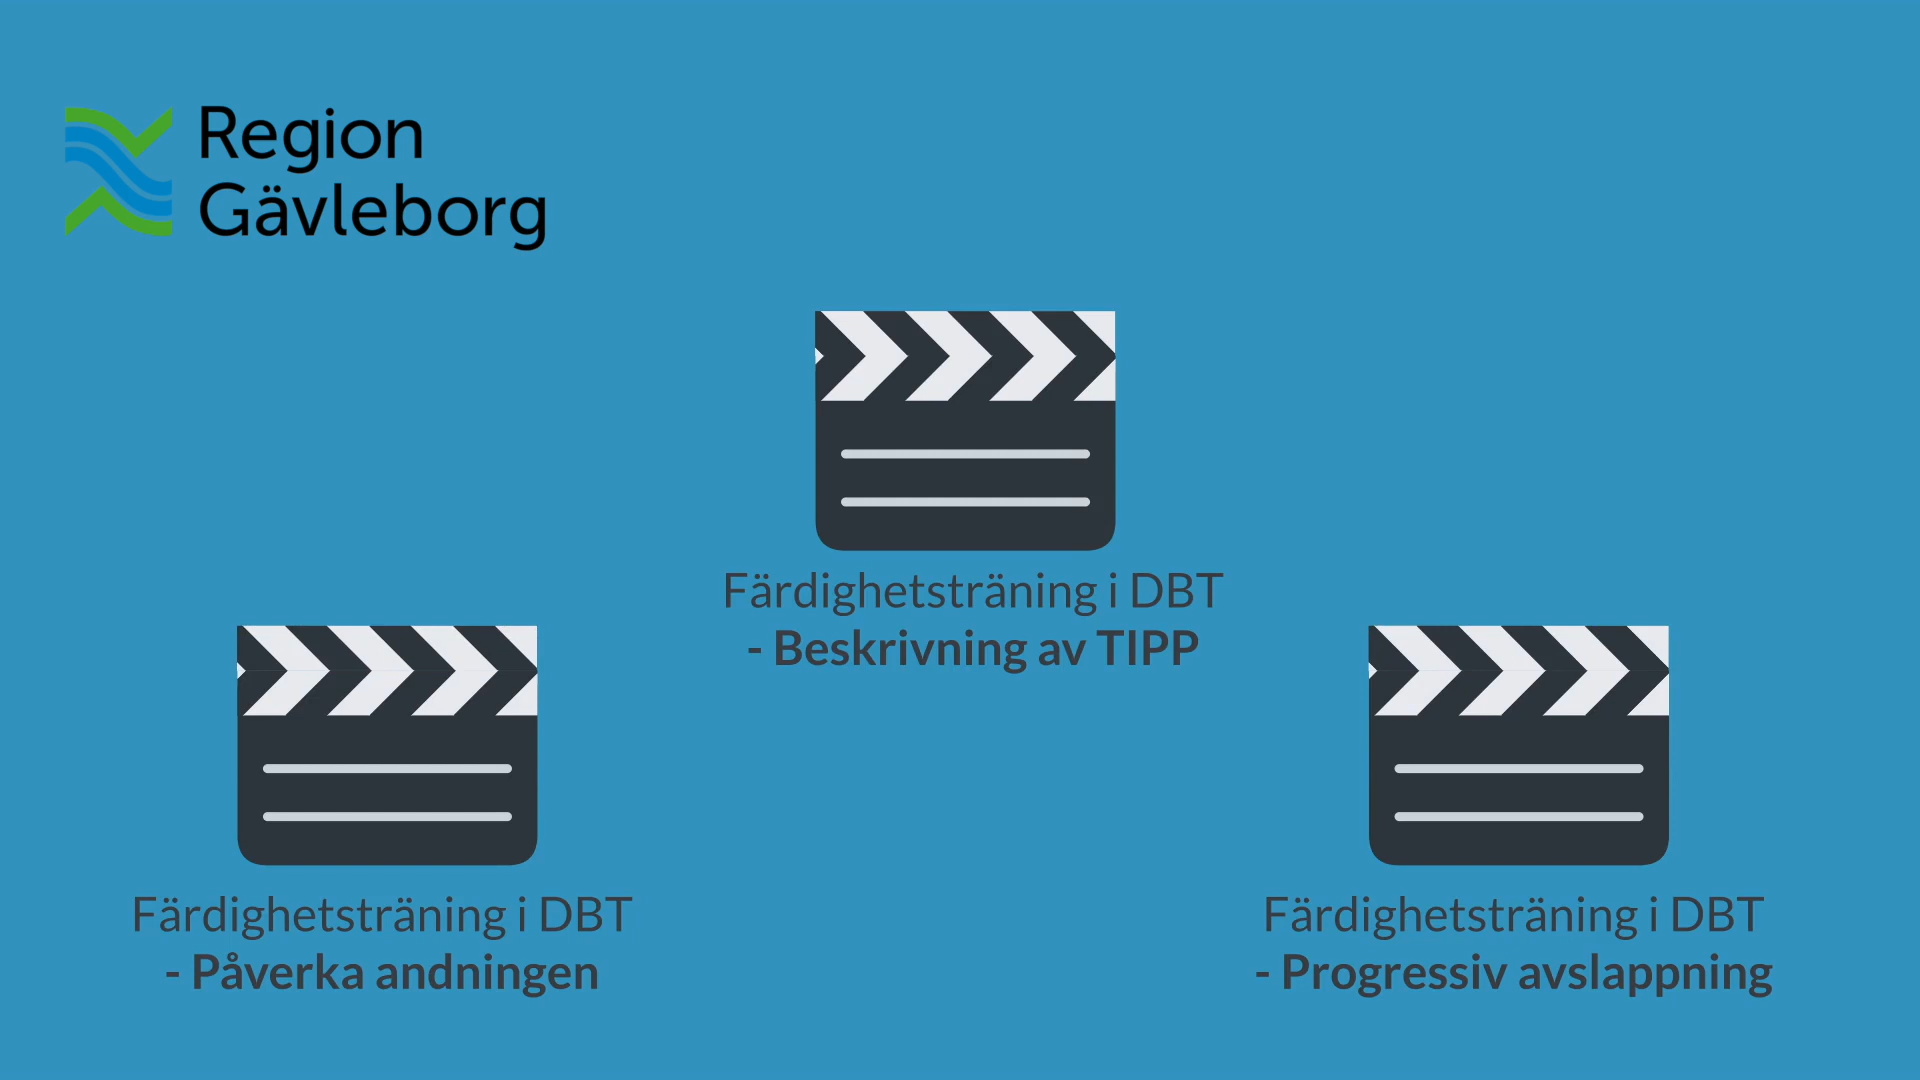 Region
Gävleborg
Färdighetsträning i DBT
- Beskrivning av TIPP
Färdighetsträning i DBT
- Påverka andningen
Färdighetsträning i DBT
- Progressiv avslappning